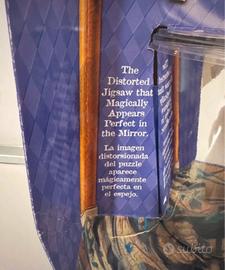 The
Distorted
Jigsaw that
Magically
Appears
Perfect in
the Mirror.
La imagen
distorsionada
del puzzle
aparece
mágicamente
perfecta en
el espejo.
subito